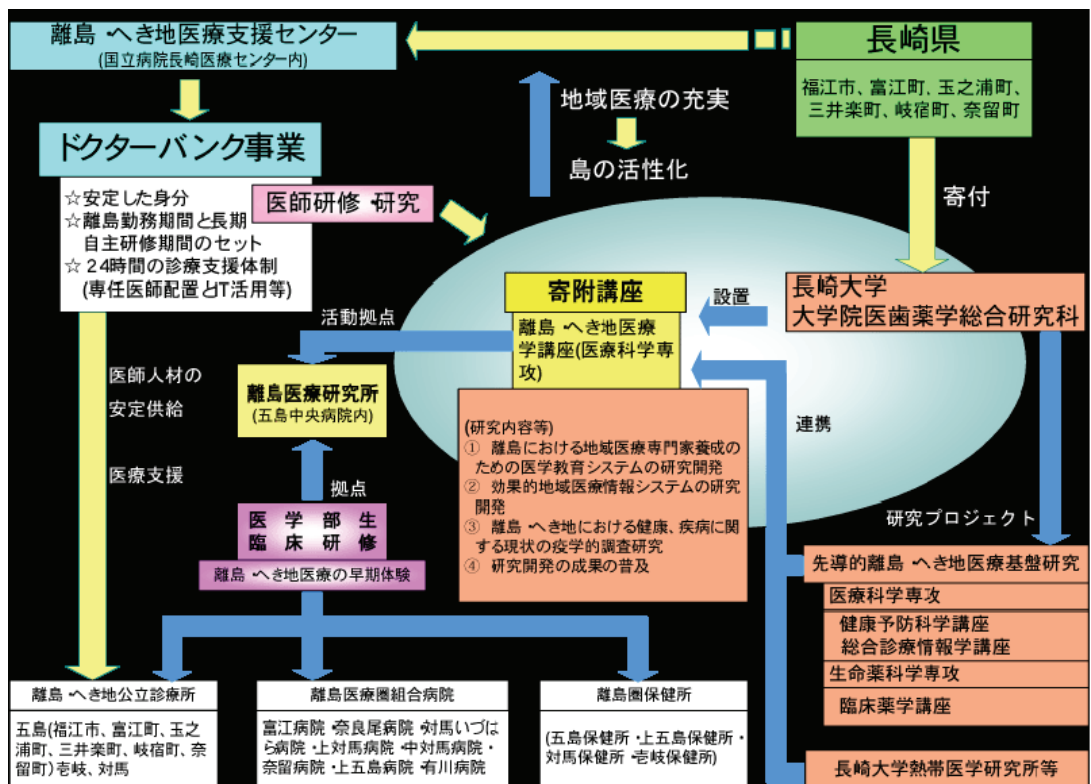 離島・へき地医療支援センター
(国立病院長崎医療センター内)
長崎県
福江市、富江町、玉之浦町、
三井楽町、岐宿町、奈留町
地域医療の充実
島の活性化
寄付
ドクターバンク事業
☆安定した身分
☆離島勤務期間と長期
自主研修期間のセット
☆24時間の診療支援体制
(専任医師配置とIT活用等)
医師研修・研究
寄附講座
離島・へき地医療
学講座(医療科学専
攻)
設置
長崎大学
大学院医歯薬学総合研究科
活動拠点
離島医療研究所
(五島中央病院内)
医師人材の
安定供給
医療支援
拠点
連携
(研究内容等)
① 離島における地域医療専門家養成の
ための医学教育システムの研究開発
② 効果的地域医療情報システムの研究
開発
③ 離島・へき地における健康、疾病に関
する現状の疫学的調査研究
④ 研究開発の成果の普及
医学部生
臨床研修
離島・へき地医療の早期体験
研究プロジェクト
先導的離島・へき地医療基盤研究
医療科学専攻
健康予防科学講座
総合診療情報学講座
生命薬科学専攻
臨床薬学講座
長崎大学熱帯医学研究所等
離島・へき地公立診療所
五島(福江市、富江町、玉之
浦町、三井楽町、岐宿町、奈
留町)壱岐、対馬
離島医療圏組合病院
富江病院・奈良尾病院・対馬いづは
ら病院・上対馬病院・中対馬病院・
奈留病院・上五島病院・有川病院
離島圏保健所
(五島保健所・上五島保健所・
対馬保健所・壱岐保健所)